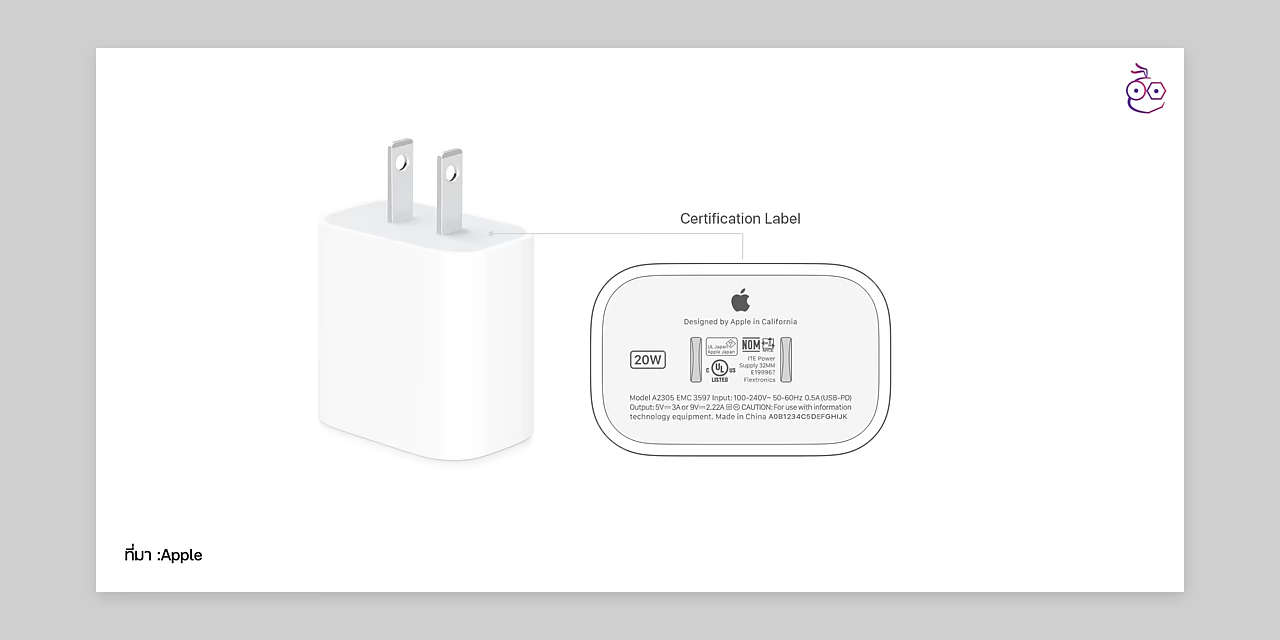 Certification Label
Designed by Apple in California
20W
UL Japan
Apple Japan
NOM
C UL US
LISTED
ITE Power
Supply 32MM
E199967
Flextronics
Model A2305 EMC 3597 Input: 100-240V~ 50-60Hz 0.5A(USB-PD)
Output: 5V⎓3A or 9V⎓2.22A CAUTION: For use with information
technology equipment. Made in China A0B1234C5DEFGHIJK
ที่มา :Apple